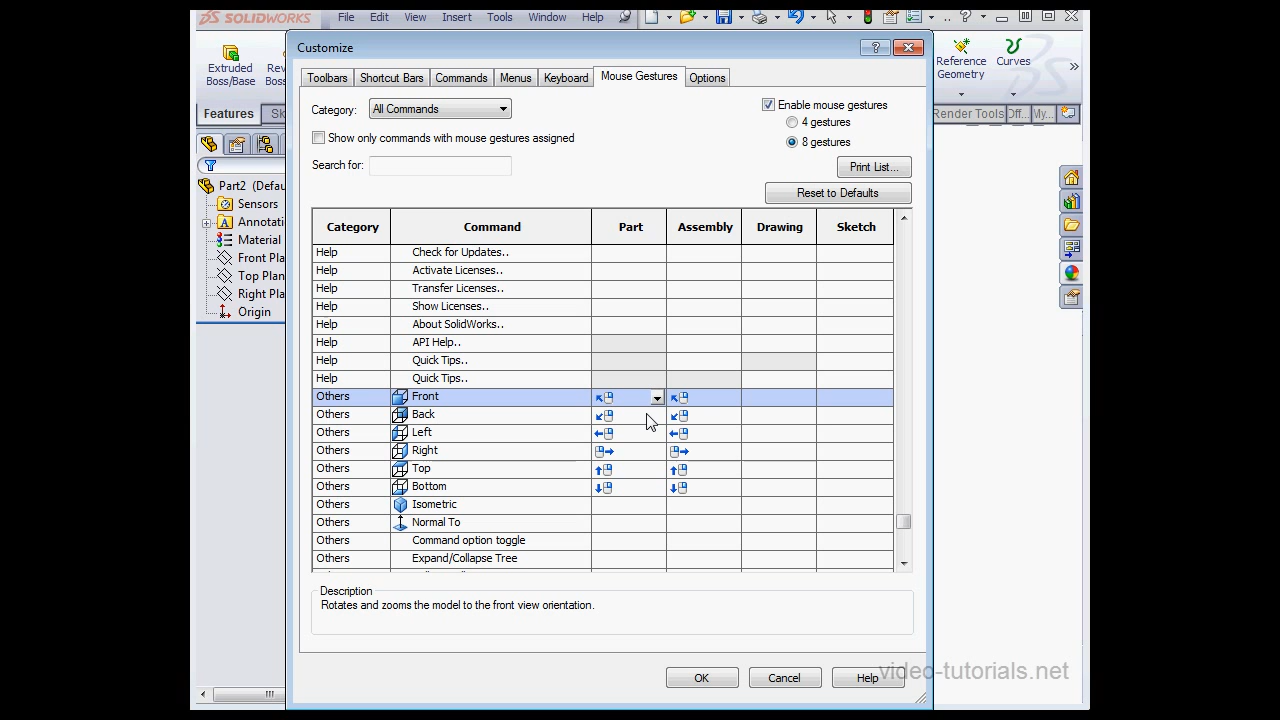 SOLIDWORKS File Edit View Insert Tools Window Help
Customize
Extruded Boss/Base
Rev Boss
Reference Geometry
Curves
Features Sk
Render Tools Off... My...
Toolbars Shortcut Bars Commands Menus Keyboard Mouse Gestures Options
Category: All Commands
Enable mouse gestures
4 gestures
8 gestures
Show only commands with mouse gestures assigned
Search for:
Print List...
Reset to Defaults
Part2 (Defau
Sensors
Annotati
Material
Front Pla
Top Plan
Right Pla
Origin
Category Command Part Assembly Drawing Sketch
Help Check for Updates..
Help Activate Licenses..
Help Transfer Licenses..
Help Show Licenses..
Help About SolidWorks..
Help API Help..
Help Quick Tips..
Help Quick Tips..
Others Front
Others Back
Others Left
Others Right
Others Top
Others Bottom
Others Isometric
Others Normal To
Others Command option toggle
Others Expand/Collapse Tree
Description
Rotates and zooms the model to the front view orientation.
OK Cancel Help
video-tutorials.net